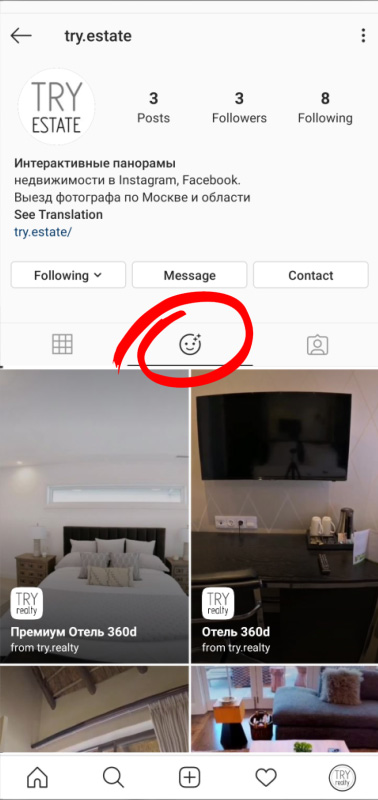 try.estate
TRY
ESTATE
3
Posts
3
Followers
8
Following
Интерактивные панорамы
недвижимости в Instagram, Facebook.
Выезд фотографа по Москве и области
See Translation
try.estate/
Following
Message
Contact
TRY
realty
Премиум Отель 360d
from try.realty
TRY
realty
Отель 360d
from try.realty
TRY
realty